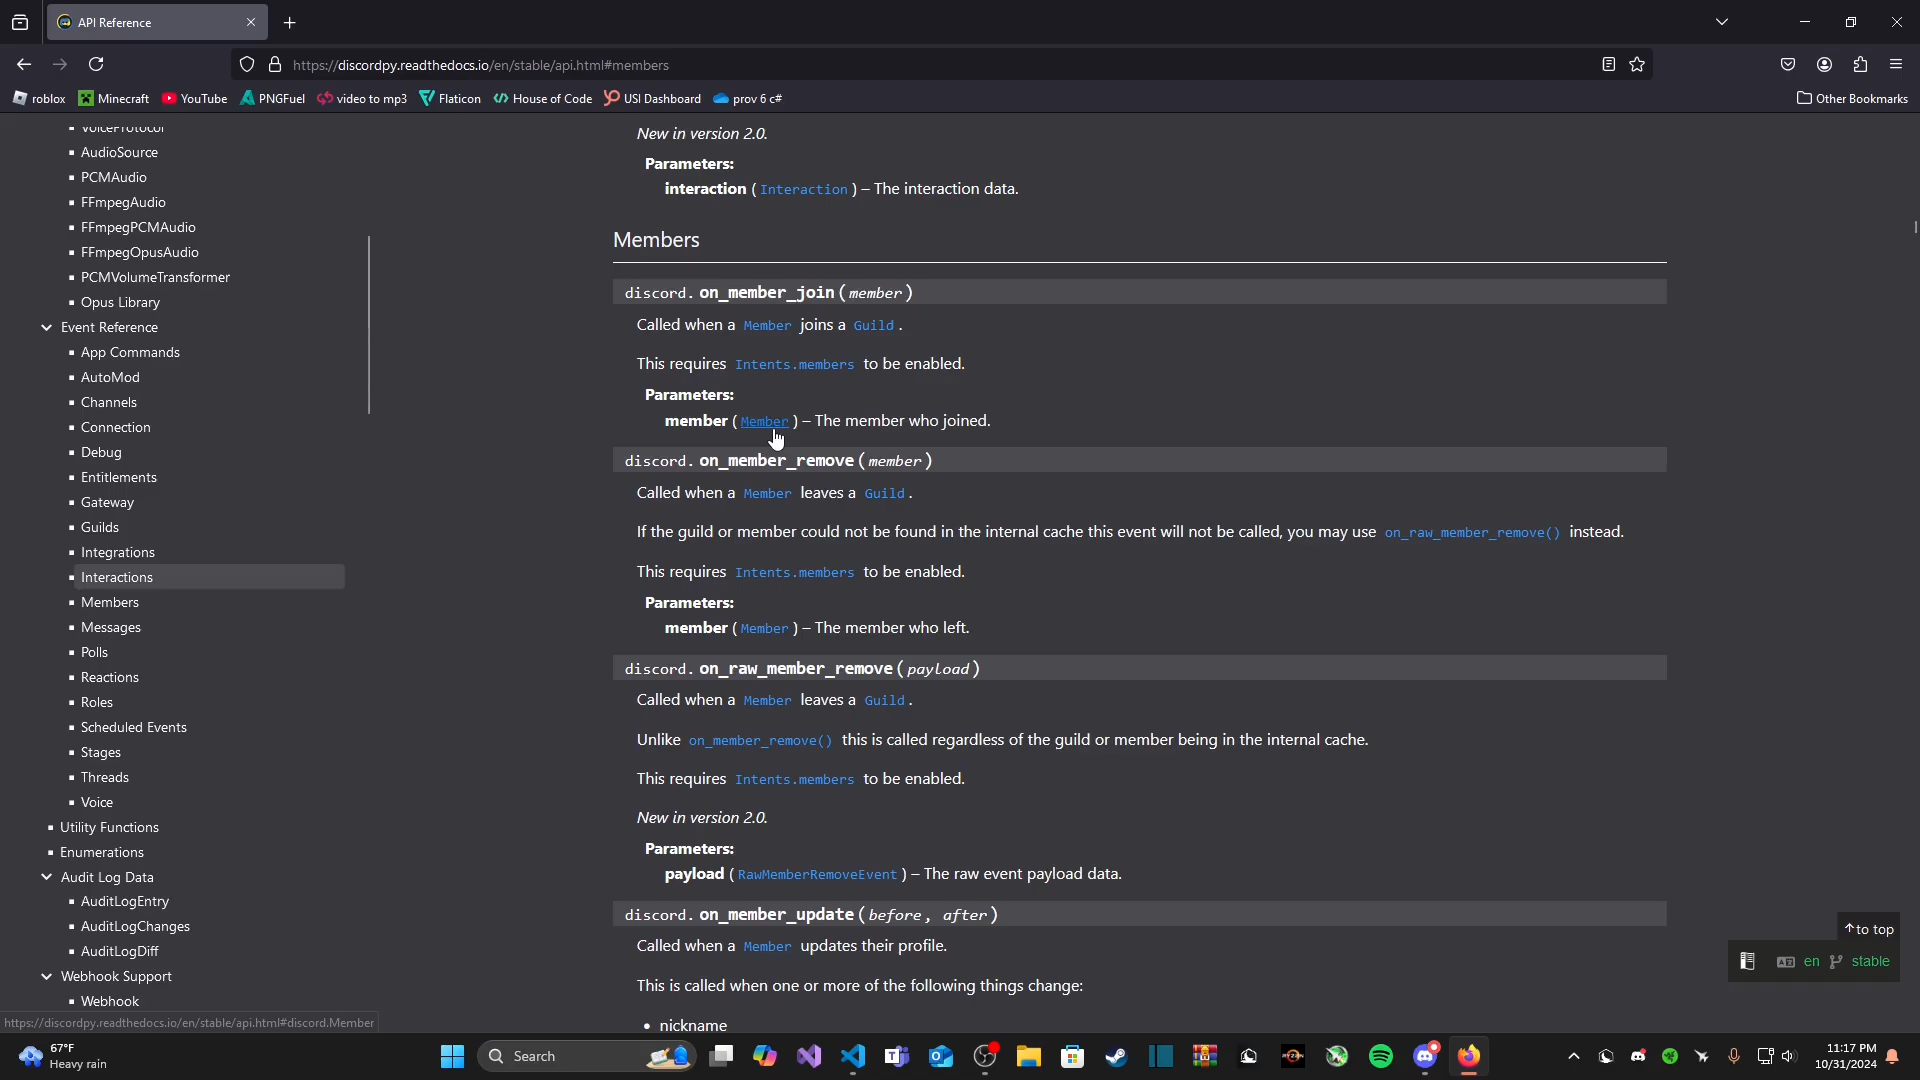 API Reference
https://discordpy.readthedocs.io/en/stable/api.html#members
roblox
Minecraft
YouTube
PNGFuel
video to mp3
Flaticon
House of Code
USI Dashboard
prov 6 c#
Other Bookmarks
VoiceProtocol
AudioSource
PCMAudio
FFmpegAudio
FFmpegPCMAudio
FFmpegOpusAudio
PCMVolumeTransformer
Opus Library
Event Reference
App Commands
AutoMod
Channels
Connection
Debug
Entitlements
Gateway
Guilds
Integrations
Interactions
Members
Messages
Polls
Reactions
Roles
Scheduled Events
Stages
Threads
Voice
Utility Functions
Enumerations
Audit Log Data
AuditLogEntry
AuditLogChanges
AuditLogDiff
Webhook Support
Webhook
https://discordpy.readthedocs.io/en/stable/api.html#discord.Member
New in version 2.0.
Parameters:
interaction (Interaction) – The interaction data.
Members
discord.on_member_join(member)
Called when a Member joins a Guild.
This requires Intents.members to be enabled.
Parameters:
member (Member) – The member who joined.
discord.on_member_remove(member)
Called when a Member leaves a Guild.
If the guild or member could not be found in the internal cache this event will not be called, you may use on_raw_member_remove() instead.
This requires Intents.members to be enabled.
Parameters:
member (Member) – The member who left.
discord.on_raw_member_remove(payload)
Called when a Member leaves a Guild.
Unlike on_member_remove() this is called regardless of the guild or member being in the internal cache.
This requires Intents.members to be enabled.
New in version 2.0.
Parameters:
payload (RawMemberRemoveEvent) – The raw event payload data.
discord.on_member_update(before, after)
Called when a Member updates their profile.
This is called when one or more of the following things change:
• nickname
↑to top
en
stable
67°F
Heavy rain
Search
11:17 PM
10/31/2024